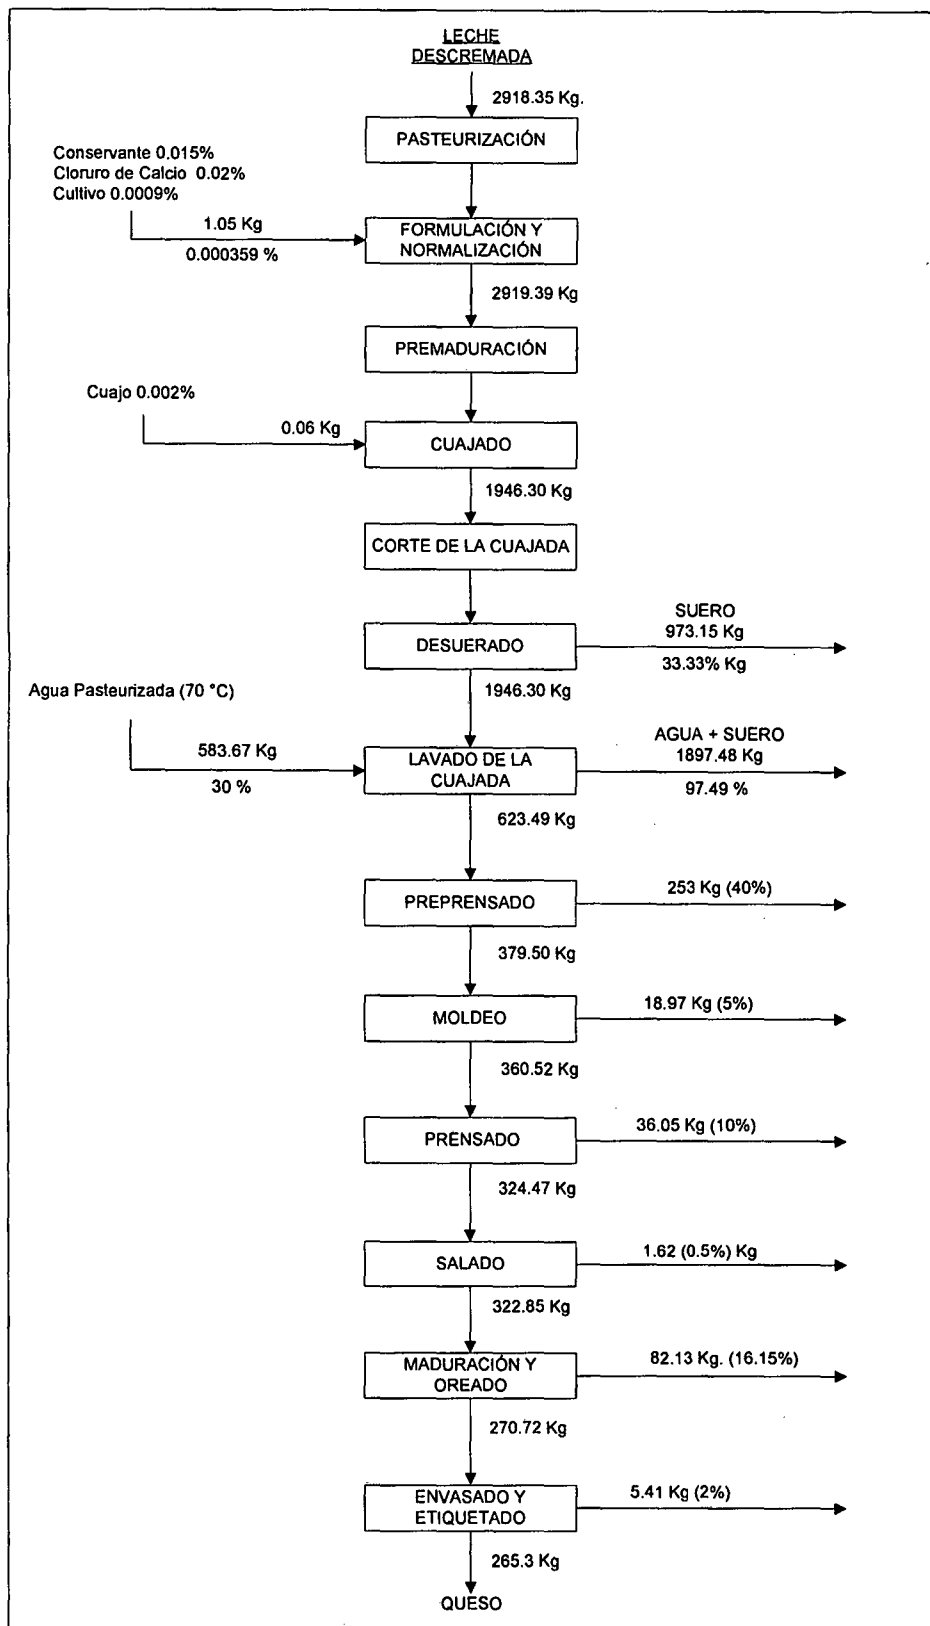 LECHE
DESCREMADA
2918.35 Kg.
PASTEURIZACIÓN
Conservante 0.015%
Cloruro de Calcio 0.02%
Cultivo 0.0009%
1.05 Kg
0.000359 %
FORMULACIÓN Y
NORMALIZACIÓN
2919.39 Kg
PREMADURACIÓN
Cuajo 0.002%
0.06 Kg
CUAJADO
1946.30 Kg
CORTE DE LA CUAJADA
DESUERADO
SUERO
973.15 Kg
33.33% Kg
1946.30 Kg
Agua Pasteurizada (70 °C)
583.67 Kg
30 %
LAVADO DE LA
CUAJADA
AGUA + SUERO
1897.48 Kg
97.49 %
623.49 Kg
PREPRENSADO
253 Kg (40%)
379.50 Kg
MOLDEO
18.97 Kg (5%)
360.52 Kg
PRENSADO
36.05 Kg (10%)
324.47 Kg
SALADO
1.62 (0.5%) Kg
322.85 Kg
MADURACIÓN Y
OREADO
82.13 Kg. (16.15%)
270.72 Kg
ENVASADO Y
ETIQUETADO
5.41 Kg (2%)
265.3 Kg
QUESO